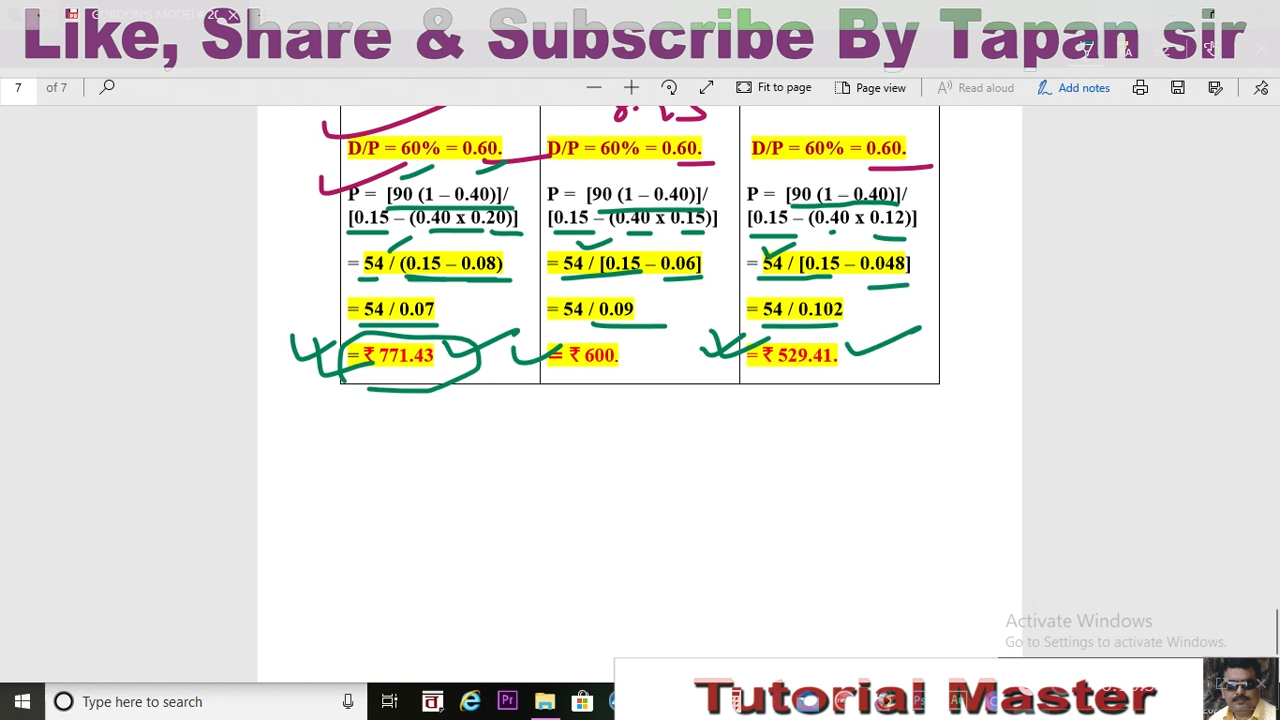 GORDON'S MODEL # 20
Like, Share & Subscribe By Tapan sir
7 of 7
Fit to page
Page view
Read aloud
Add notes
8.23
D/P = 60% = 0.60.
P = [90 (1 – 0.40)]/
[0.15 – (0.40 x 0.20)]
= 54 / (0.15 – 0.08)
= 54 / 0.07
= ₹ 771.43
D/P = 60% = 0.60.
P = [90 (1 – 0.40)]/
[0.15 – (0.40 x 0.15)]
= 54 / [0.15 – 0.06]
= 54 / 0.09
= ₹ 600.
D/P = 60% = 0.60.
P = [90 (1 – 0.40)]/
[0.15 – (0.40 x 0.12)]
= 54 / [0.15 – 0.048]
= 54 / 0.102
= ₹ 529.41.
Activate Windows
Go to Settings to activate Windows.
Type here to search
Tutorial Master